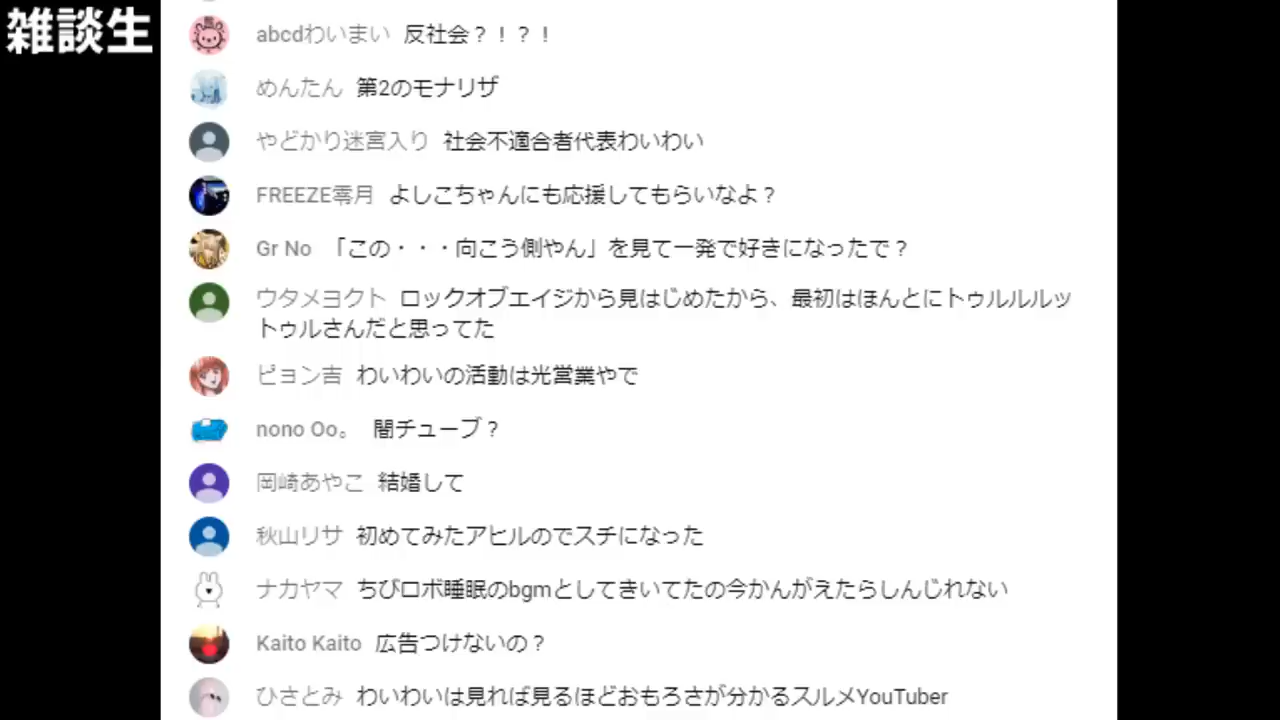 雑談生
abcdわいまい 反社会？！？！
めんたん 第2のモナリザ
やどかり迷宮入り 社会不適合者代表わいわい
FREEZE零月 よしこちゃんにも応援してもらいなよ？
Gr No 「この・・・向こう側やん」を見て一発で好きになったで？
ウタメヨクト ロックオブエイジから見はじめたから、最初はほんとにトゥルルルッ
トゥルさんだと思ってた
ピョン吉 わいわいの活動は光営業やで
nono Oo。 闇チューブ？
岡崎あやこ 結婚して
秋山リサ 初めてみたアヒルのでスチになった
ナカヤマ ちびロボ睡眠のbgmとしてきいてたの今かんがえたらしんじれない
Kaito Kaito 広告つけないの？
ひさとみ わいわいは見れば見るほどおもろさが分かるスルメYouTuber